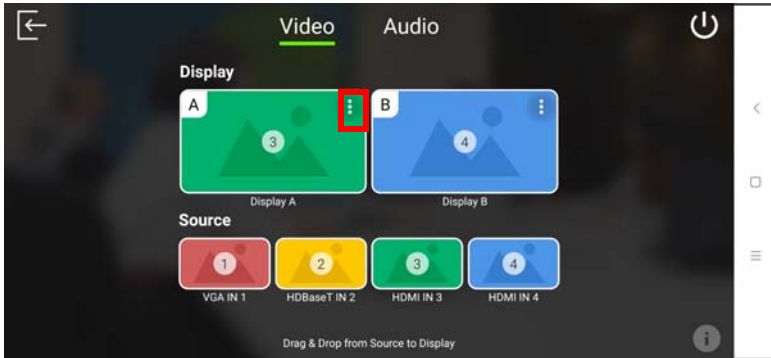 Video Audio
Display
A B
3 4
Display A Display B
Source
1 2 3 4
VGA IN 1 HDBaseT IN 2 HDMI IN 3 HDMI IN 4
Drag & Drop from Source to Display
i